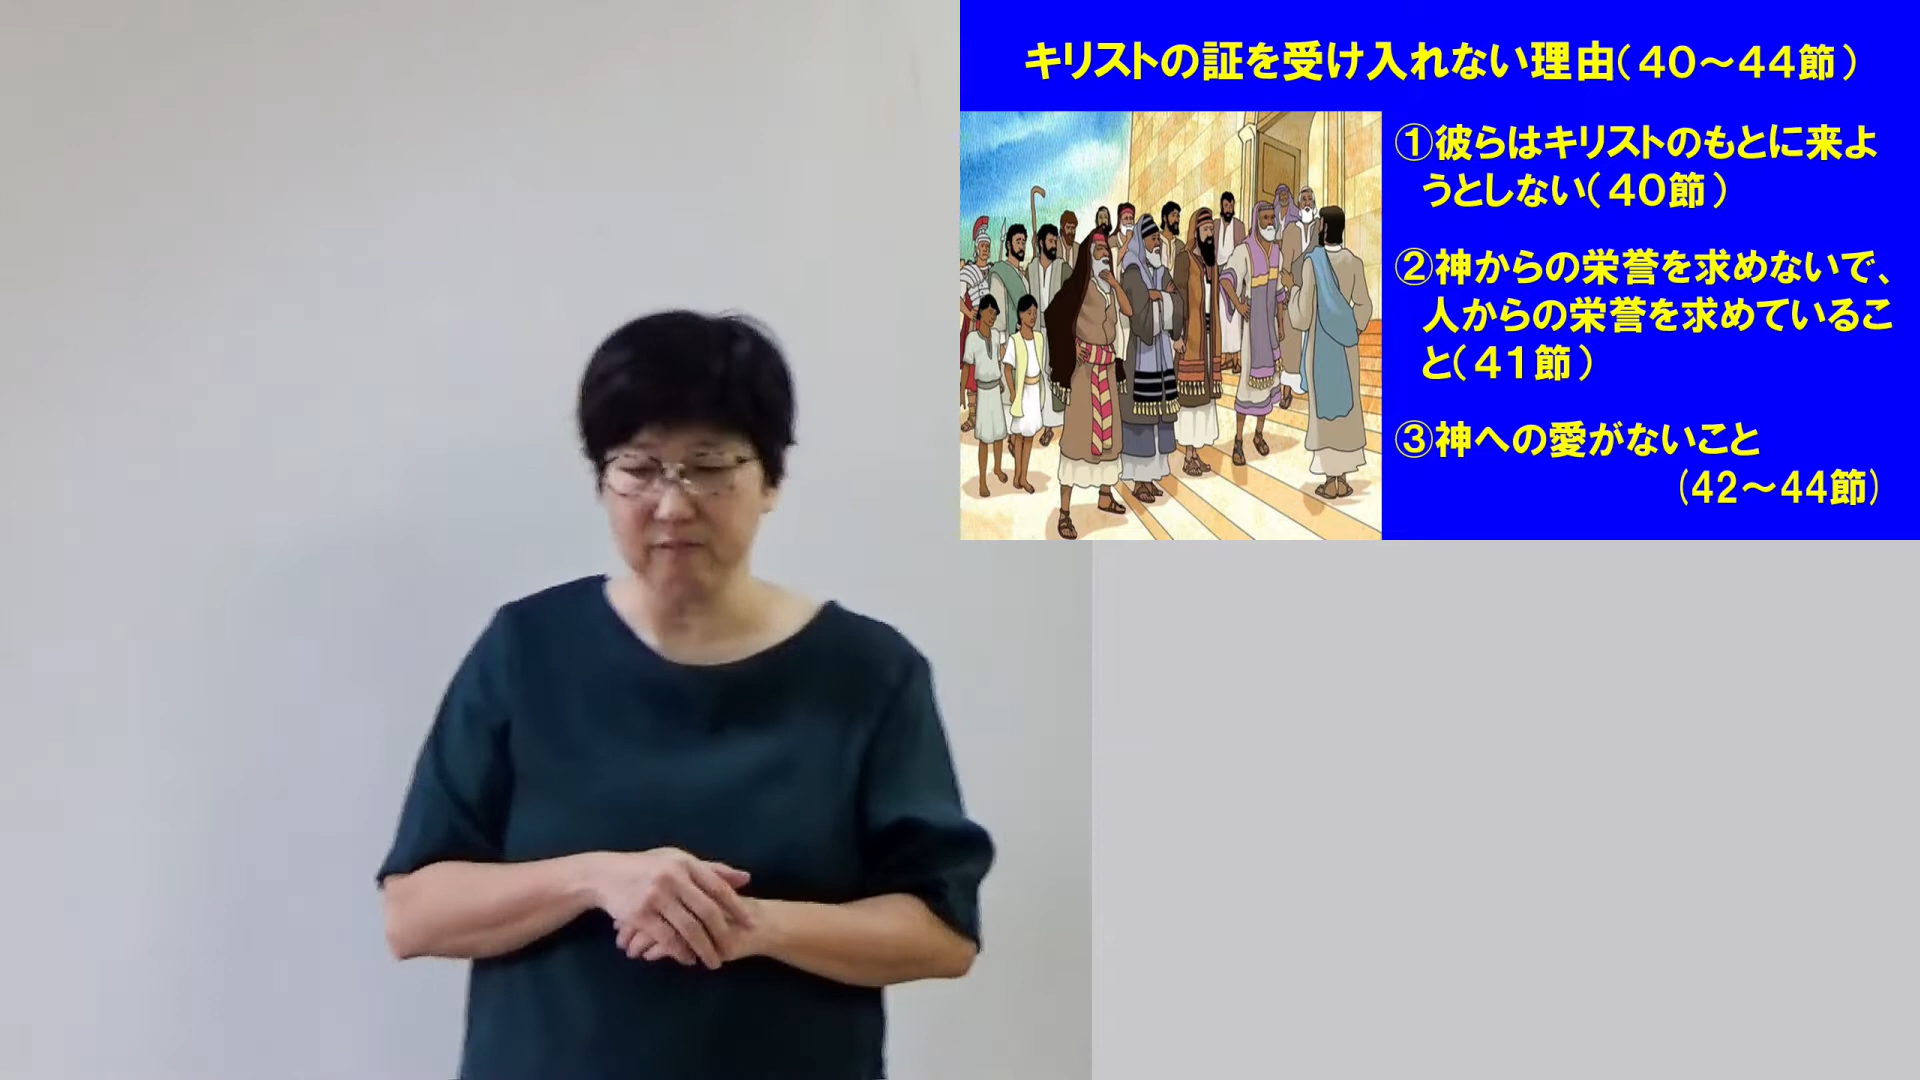 キリストの証を受け入れない理由(40～44節)
①彼らはキリストのもとに来よ
うとしない(40節)
②神からの栄誉を求めないで、
人からの栄誉を求めているこ
と(41節)
③神への愛がないこと
(42～44節)